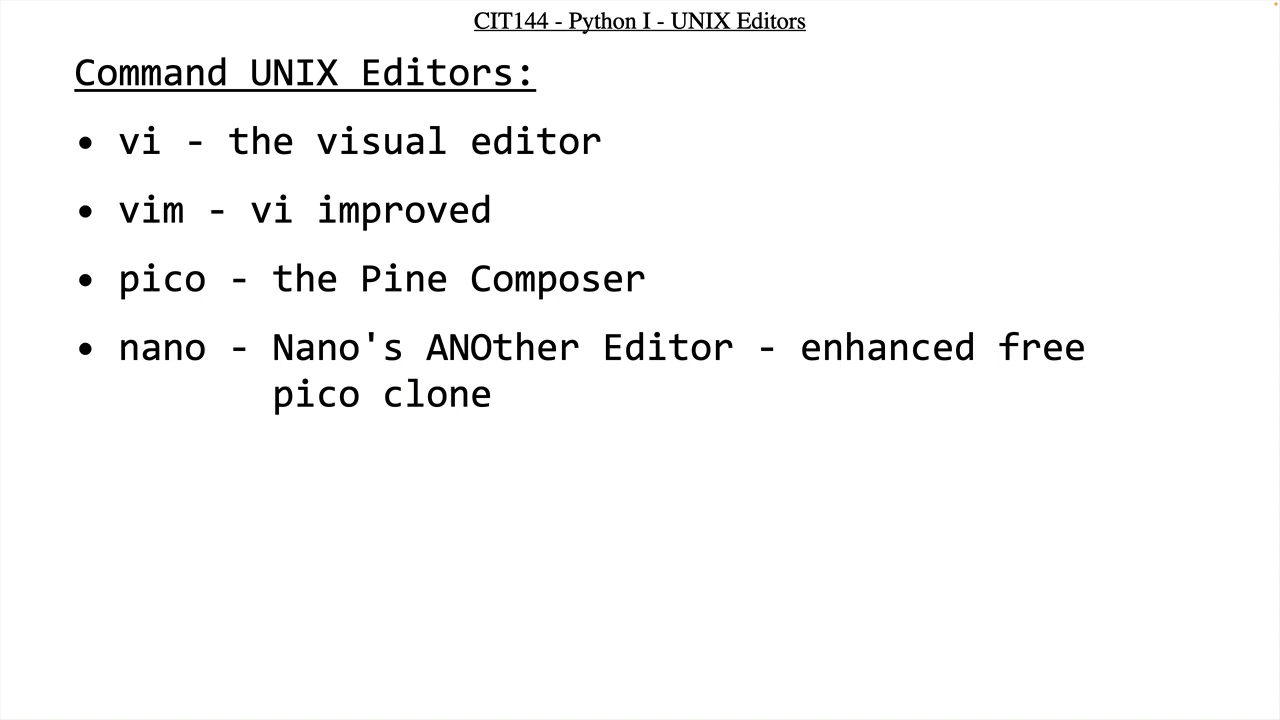 CIT144 - Python I - UNIX Editors
Command UNIX Editors:
• vi - the visual editor
• vim - vi improved
• pico - the Pine Composer
• nano - Nano's ANOther Editor - enhanced free
pico clone